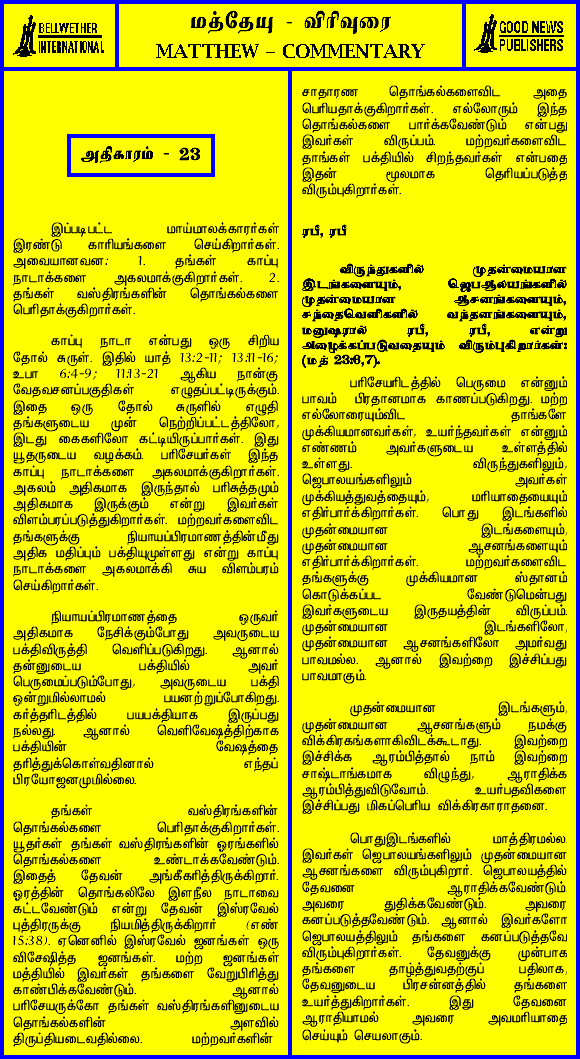 BELLWETHER
INTERNATIONAL
மத்தேயு - விரிவுரை
MATTHEW – COMMENTARY
GOOD NEWS
PUBLISHERS
அதிகாரம் - 23
இப்படிபட்ட மாய்மாலக்காரர்கள்
இரண்டு காரியங்களை செய்கிறார்கள்.
அவையானவன: 1. தங்கள் காப்பு
நாடாக்களை அகலமாக்குகிறார்கள். 2.
தங்கள் வஸ்திரங்களின் தொங்கல்களை
பெரிதாக்குகிறார்கள்.
காப்பு நாடா என்பது ஒரு சிறிய
தோல் சுருள். இதில் யாத் 13:2-11; 13:11-16;
உபா 6:4-9; 11:13-21 ஆகிய நான்கு
வேதவசனப்பகுதிகள் எழுதப்பட்டிருக்கும்.
இதை ஒரு தோல் சுருளில் எழுதி
தங்களுடைய முன் நெற்றிப்பட்டத்திலோ,
இடது கைகளிலோ கட்டியிருப்பார்கள். இது
யூதருடைய வழக்கம். பரிசேயர்கள் இந்த
காப்பு நாடாக்களை அகலமாக்குகிறார்கள்.
அகலம் அதிகமாக இருந்தால் பரிசுத்தமும்
அதிகமாக இருக்கும் என்று இவர்கள்
விளம்பரப்படுத்துகிறார்கள். மற்றவர்களைவிட
தங்களுக்கு நியாயப்பிரமாணத்தின்மீது
அதிக மதிப்பும் பக்தியுமுள்ளது என்று காப்பு
நாடாக்களை அகலமாக்கி சுய விளம்பரம்
செய்கிறார்கள்.
நியாயப்பிரமாணத்தை ஒருவர்
அதிகமாக நேசிக்கும்போது அவருடைய
பக்திவிருத்தி வெளிப்படுகிறது. ஆனால்
தன்னுடைய பக்தியில் அவர்
பெருமைப்படும்போது, அவருடைய பக்தி
ஒன்றுமில்லாமல் பயனற்றுப்போகிறது.
கர்த்தரிடத்தில் பயபக்தியாக இருப்பது
நல்லது. ஆனால் வெளிவேஷத்திற்காக
பக்தியின் வேஷத்தை
தரித்துக்கொள்வதினால் எந்தப்
பிரயோஜனமுமில்லை.
தங்கள் வஸ்திரங்களின்
தொங்கல்களை பெரிதாக்குகிறார்கள்.
யூதர்கள் தங்கள் வஸ்திரங்களின் ஓரங்களில்
தொங்கல்களை உண்டாக்கவேண்டும்.
இதைத் தேவன் அங்கீகரித்திருக்கிறார்.
ஓரத்தின் தொங்கலிலே இளநீல நாடாவை
கட்டவேண்டும் என்று தேவன் இஸ்ரவேல்
புத்திரருக்கு நியமித்திருக்கிறார் (எண்
15:38). ஏனெனில் இஸ்ரவேல் ஜனங்கள் ஒரு
விசேஷித்த ஜனங்கள். மற்ற ஜனங்கள்
மத்தியில் இவர்கள் தங்களை வேறுபிரித்து
காண்பிக்கவேண்டும். ஆனால்
பரிசேயருக்கோ தங்கள் வஸ்திரங்களினுடைய
தொங்கல்களின் அளவில்
திருப்தியடைவதில்லை. மற்றவர்களின்
சாதாரண தொங்கல்களைவிட அதை
பெரியதாக்குகிறார்கள். எல்லோரும் இந்த
தொங்கல்களை பார்க்கவேண்டும் என்பது
இவர்கள் விருப்பம். மற்றவர்களைவிட
தாங்கள் பக்தியில் சிறந்தவர்கள் என்பதை
இதன் மூலமாக தெரியப்படுத்த
விரும்புகிறார்கள்.
ரபீ, ரபீ
விருந்துகளில் முதன்மையான
இடங்களையும், ஜெபஆலயங்களில்
முதன்மையான ஆசனங்களையும்,
சந்தைவெளிகளில் வந்தனங்களையும்,
மனுஷரால் ரபீ, ரபீ, என்று
அழைக்கப்படுவதையும் விரும்புகிறார்கள்:
(மத் 23:6,7).
பரிசேயரிடத்தில் பெருமை என்னும்
பாவம் பிரதானமாக காணப்படுகிறது. மற்ற
எல்லோரையும்விட தாங்களே
முக்கியமானவர்கள், உயர்ந்தவர்கள் என்னும்
எண்ணம் அவர்களுடைய உள்ளத்தில்
உள்ளது. விருந்துகளிலும்,
ஜெபாலயங்களிலும் அவர்கள்
முக்கியத்துவத்தையும், மரியாதையையும்
எதிர்பார்க்கிறார்கள். பொது இடங்களில்
முதன்மையான இடங்களையும்,
முதன்மையான ஆசனங்களையும்
எதிர்பார்க்கிறார்கள். மற்றவர்களைவிட
தங்களுக்கு முக்கியமான ஸ்தானம்
கொடுக்கப்பட வேண்டுமென்பது
இவர்களுடைய இருதயத்தின் விருப்பம்.
முதன்மையான இடங்களிலோ,
முதன்மையான ஆசனங்களிலோ அமர்வது
பாவமல்ல. ஆனால் இவற்றை இச்சிப்பது
பாவமாகும்.
முதன்மையான இடங்களும்,
முதன்மையான ஆசனங்களும் நமக்கு
விக்கிரகங்களாகிவிடக்கூடாது. இவற்றை
இச்சிக்க ஆரம்பித்தால் நாம் இவற்றை
சாஷ்டாங்கமாக விழுந்து, ஆராதிக்க
ஆரம்பித்துவிடுவோம். உயர்பதவிகளை
இச்சிப்பது மிகப்பெரிய விக்கிரகாராதனை.
பொதுஇடங்களில் மாத்திரமல்ல
இவர்கள் ஜெபாலயங்களிலும் முதன்மையான
ஆசனங்களை விரும்புகிறார். ஜெபாலயத்தில்
தேவனை ஆராதிக்கவேண்டும்.
அவரை துதிக்கவேண்டும். அவரை
கனப்படுத்தவேண்டும். ஆனால் இவர்களோ
ஜெபாலயத்திலும் தங்களை கனப்படுத்தவே
விரும்புகிறார்கள். தேவனுக்கு முன்பாக
தங்களை தாழ்த்துவதற்குப் பதிலாக,
தேவனுடைய பிரசன்னத்தில் தங்களை
உயர்த்துகிறார்கள். இது தேவனை
ஆராதியாமல் அவரை அவமரியாதை
செய்யும் செயலாகும்.